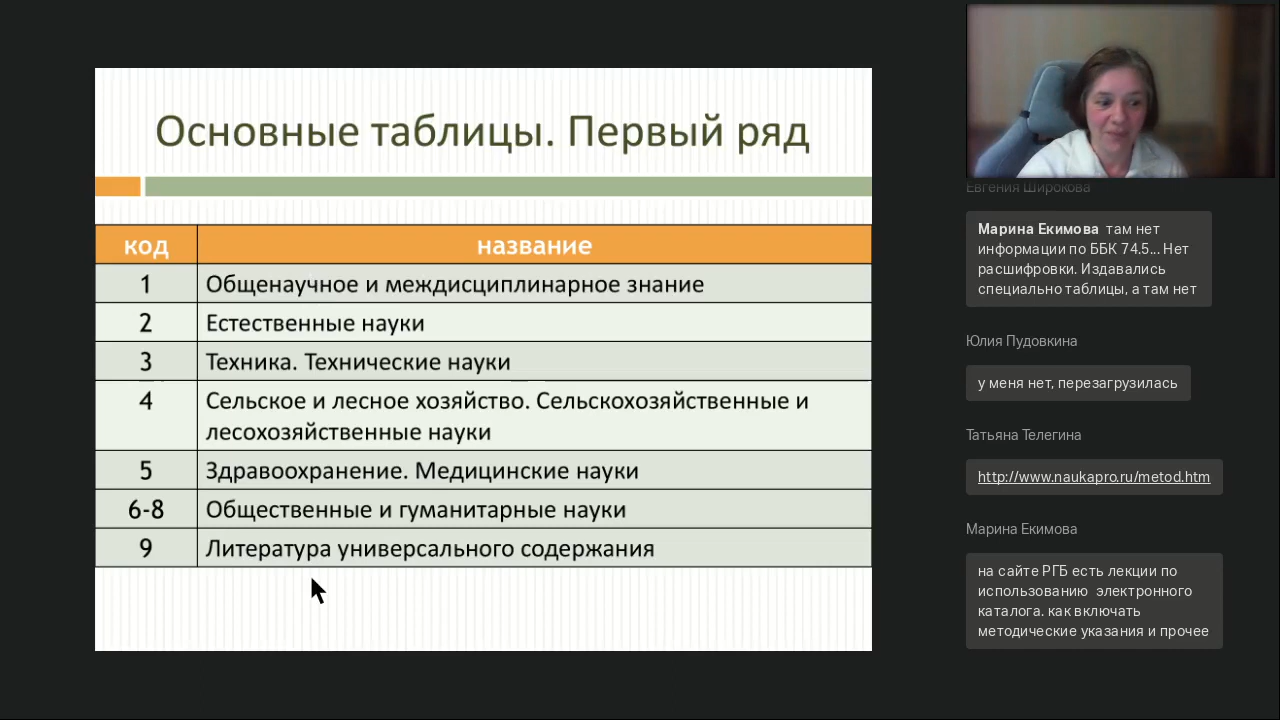 Основные таблицы. Первый ряд
код название
1 Общенаучное и междисциплинарное знание
2 Естественные науки
3 Техника. Технические науки
4 Сельское и лесное хозяйство. Сельскохозяйственные и
лесохозяйственные науки
5 Здравоохранение. Медицинские науки
6-8 Общественные и гуманитарные науки
9 Литература универсального содержания
Евгения Широкова
Марина Екимова там нет
информации по ББК 74.5... Нет
расшифровки. Издавались
специально таблицы, а там нет
Юлия Пудовкина
у меня нет, перезагрузилась
Татьяна Телегина
http://www.naukapro.ru/metod.htm
Марина Екимова
на сайте РГБ есть лекции по
использованию электронного
каталога. как включать
методические указания и прочее